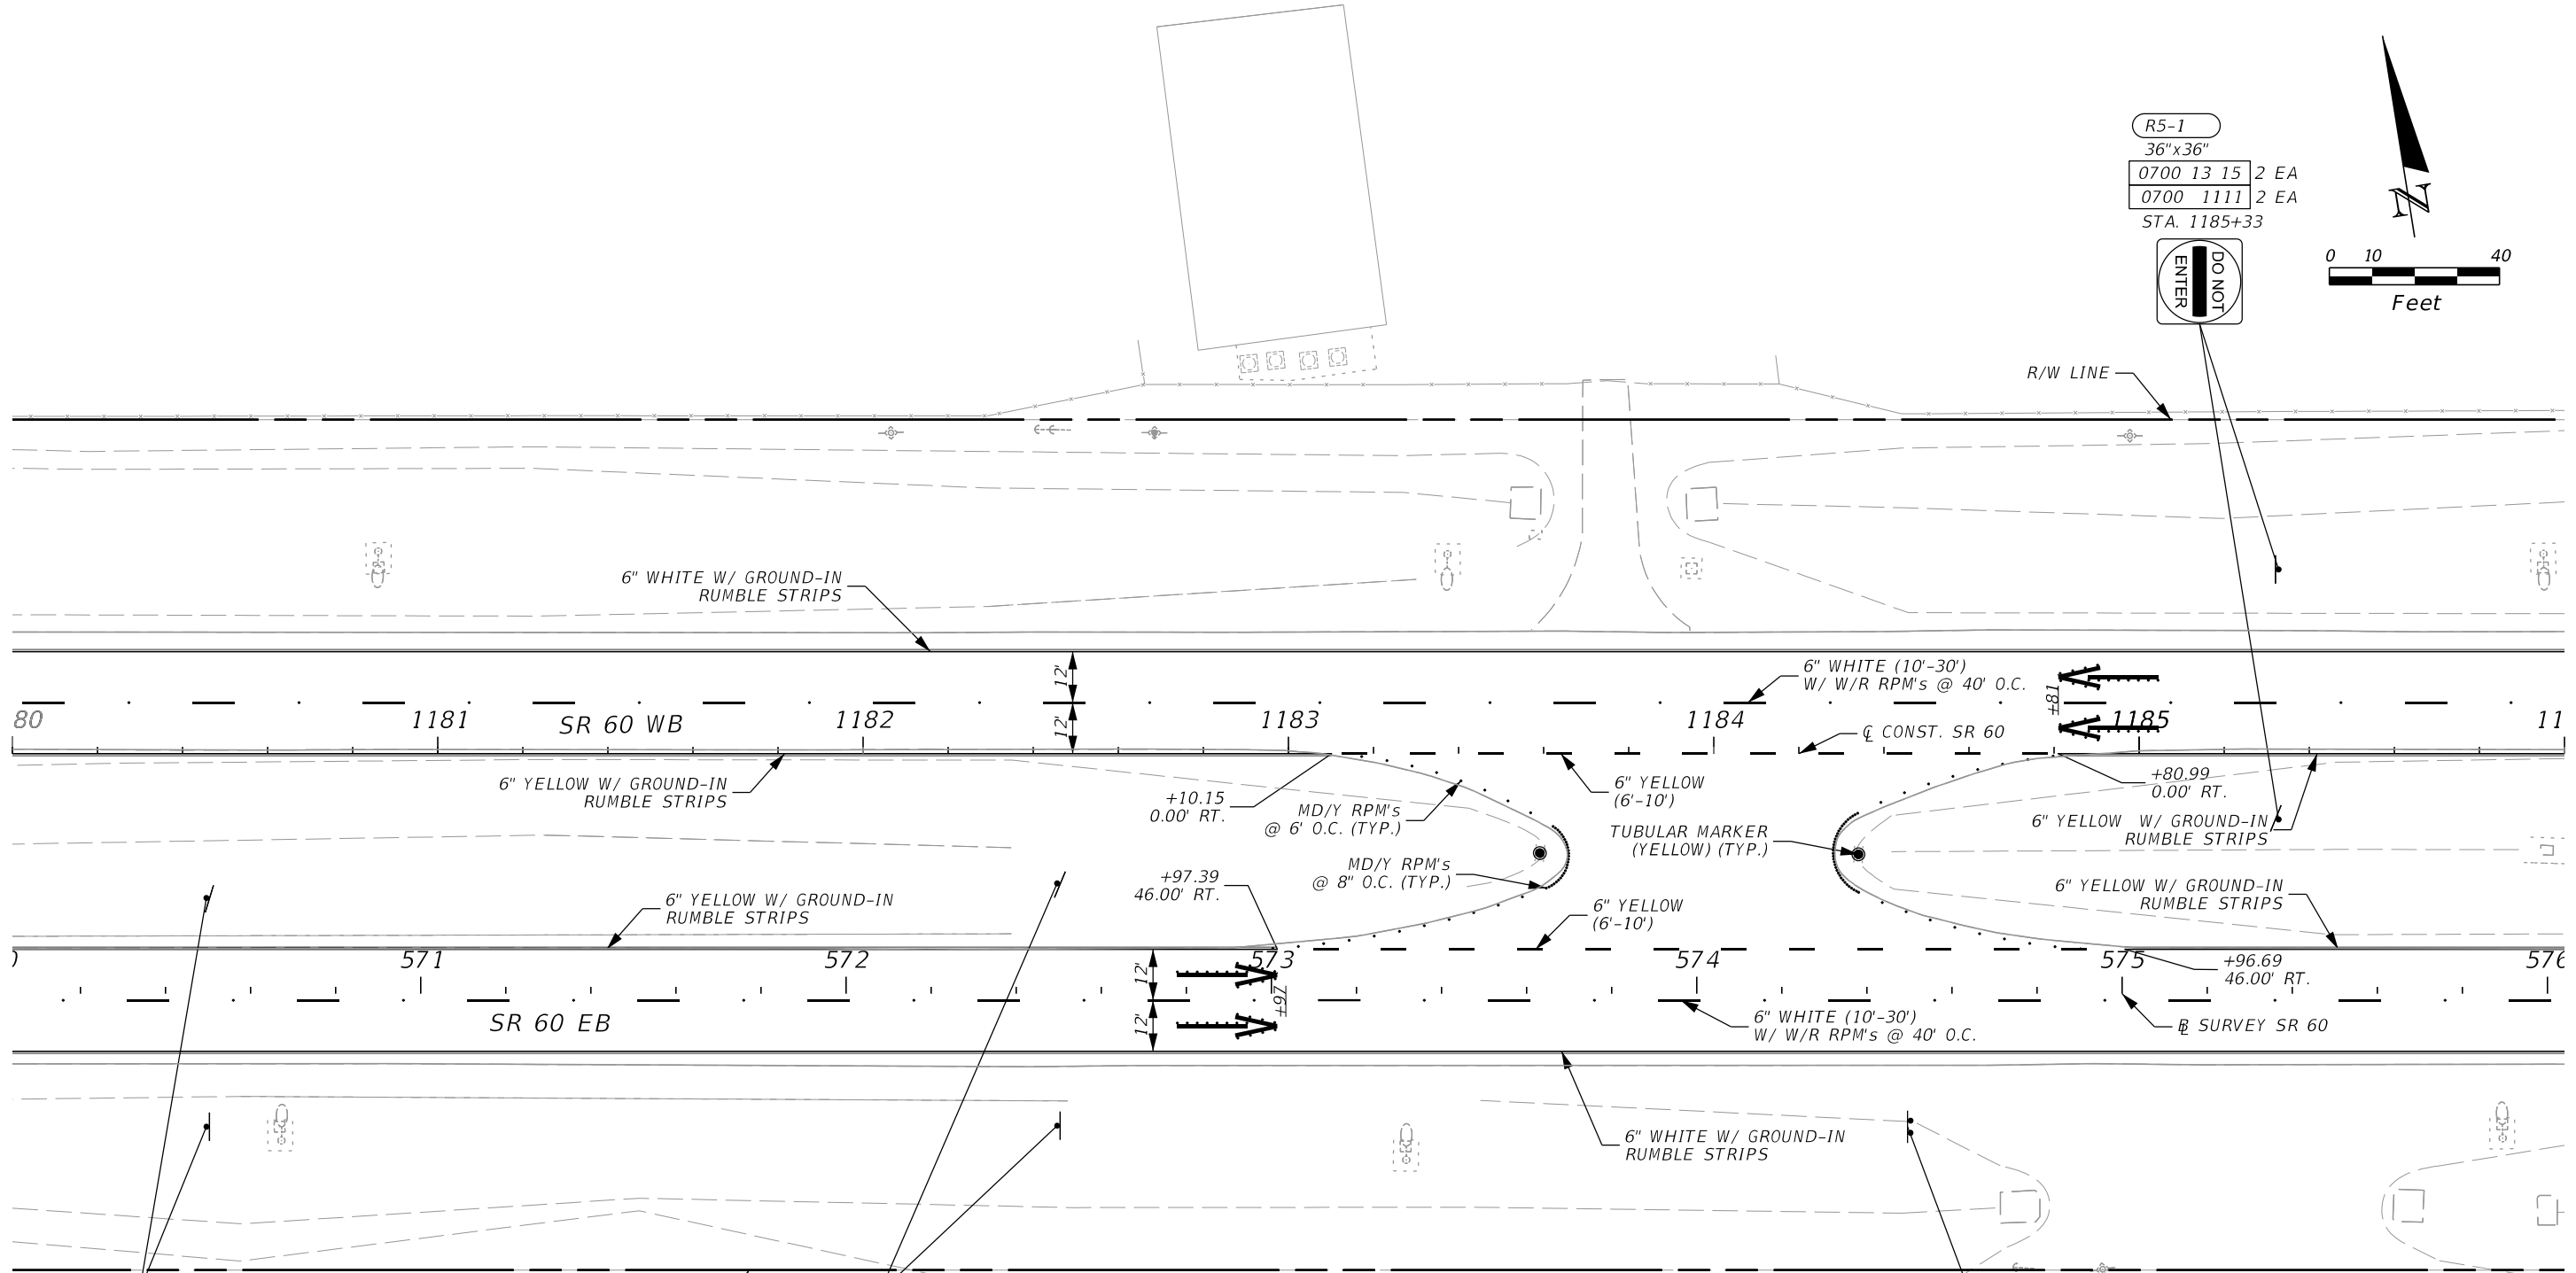 R5-1
36"x36"
0700 13 15 2 EA
0700 1111 2 EA
STA. 1185+33
DO NOT
ENTER
N
0 10 40
Feet
R/W LINE
6" WHITE W/ GROUND-IN
RUMBLE STRIPS
12'
12'
6" WHITE (10'-30')
W/ W/R RPM's @ 40' O.C.
+81
80 1181 SR 60 WB 1182 1183 1184 1185 11
℄ CONST. SR 60
6" YELLOW W/ GROUND-IN
RUMBLE STRIPS
+10.15
0.00' RT.
MD/Y RPM's
@ 6' O.C. (TYP.)
6" YELLOW
(6'-10')
+80.99
0.00' RT.
TUBULAR MARKER
(YELLOW) (TYP.)
6" YELLOW W/ GROUND-IN
RUMBLE STRIPS
MD/Y RPM's
@ 8" O.C. (TYP.)
+97.39
46.00' RT.
6" YELLOW W/ GROUND-IN
RUMBLE STRIPS
6" YELLOW
(6'-10')
6" YELLOW W/ GROUND-IN
RUMBLE STRIPS
571 572 573 574 575 576
+96.69
46.00' RT.
12'
12'
+97
SR 60 EB
6" WHITE (10'-30')
W/ W/R RPM's @ 40' O.C.
BL SURVEY SR 60
6" WHITE W/ GROUND-IN
RUMBLE STRIPS